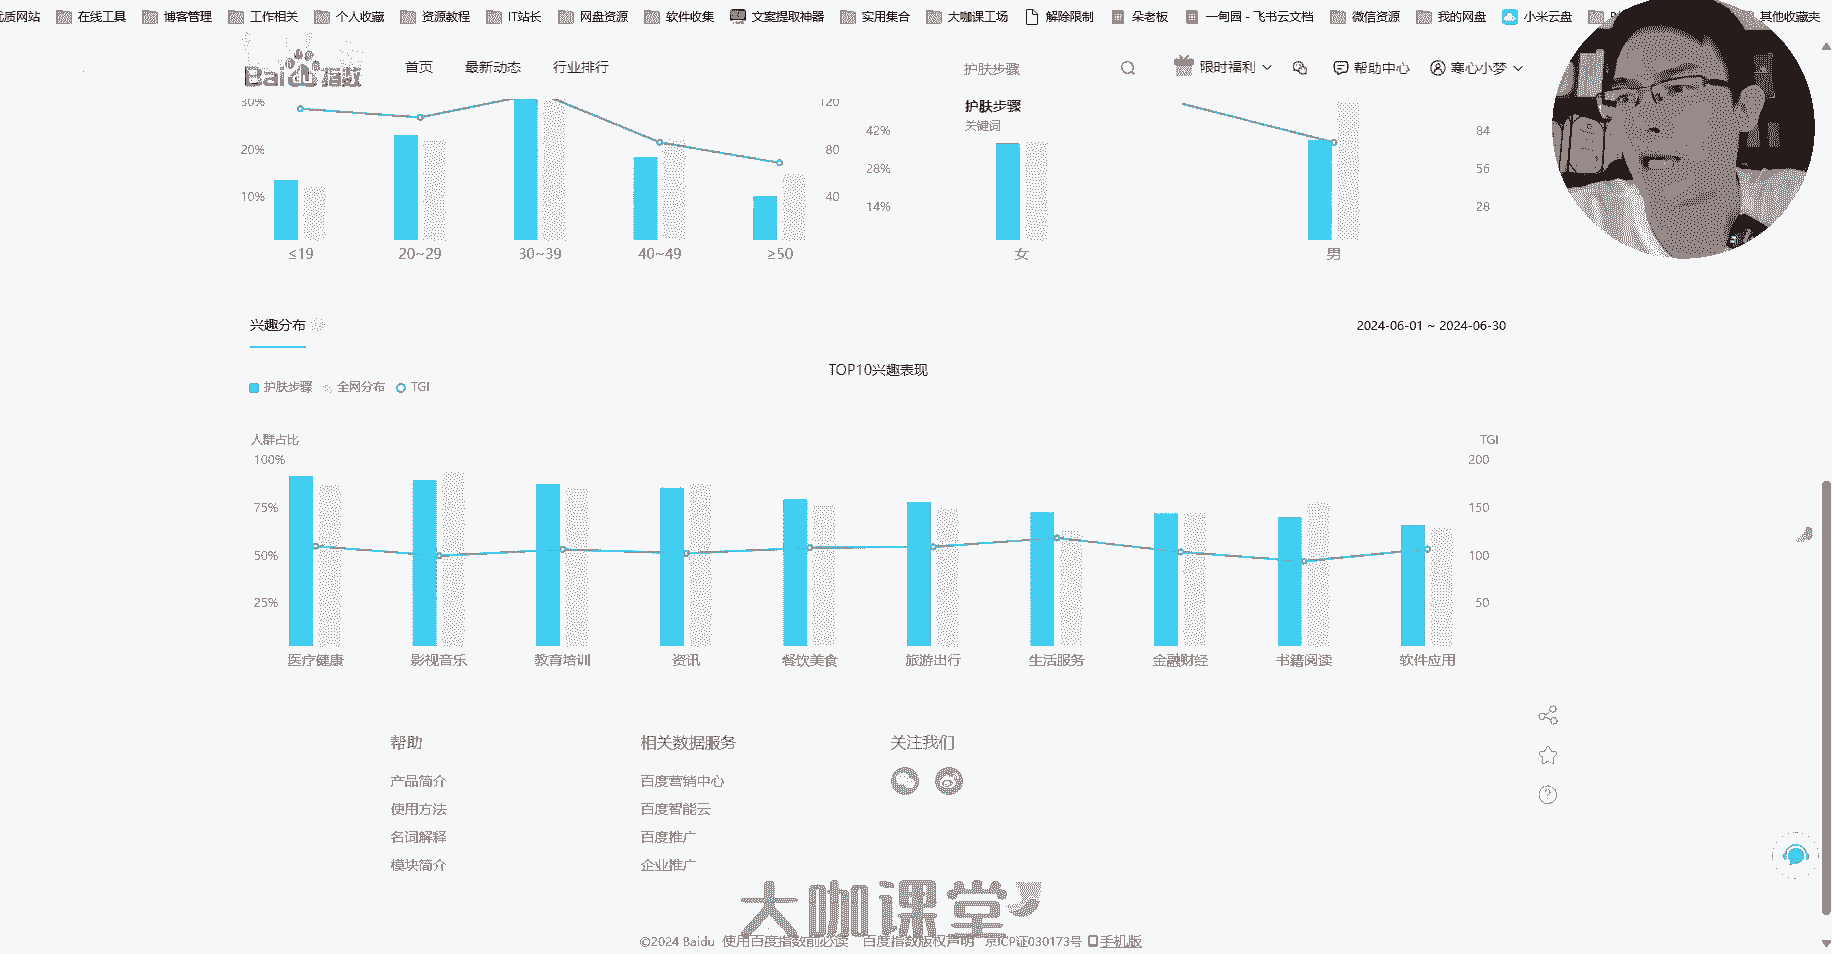 优质网站 在线工具 博客管理 工作相关 个人收藏 资源教程 IT站长 网盘资源 软件收集 文案提取神器 实用集合 大咖课工场 解除限制 朵老板 一甸园 - 飞书云文档 微信资源 我的网盘 小米云盘 其他收藏夹
Baidu 指数 首页 最新动态 行业排行 护肤步骤 限时福利 帮助中心 寒心小梦
30% 120
20% 80
10% 40
≤19 20~29 30~39 40~49 ≥50
护肤步骤
关键词
42% 84
28% 56
14% 28
女 男
兴趣分布 2024-06-01 ~ 2024-06-30
TOP10兴趣表现
护肤步骤 全网分布 TGI
人群占比 TGI
100% 200
75% 150
50% 100
25% 50
医疗健康 影视音乐 教育培训 资讯 餐饮美食 旅游出行 生活服务 金融财经 书籍阅读 软件应用
帮助 相关数据服务 关注我们
产品简介 百度营销中心
使用方法 百度智能云
名词解释 百度推广
模块简介 企业推广
大咖课堂
©2024 Baidu 使用百度指数前必读 百度指数版权声明 京ICP证030173号 手机版